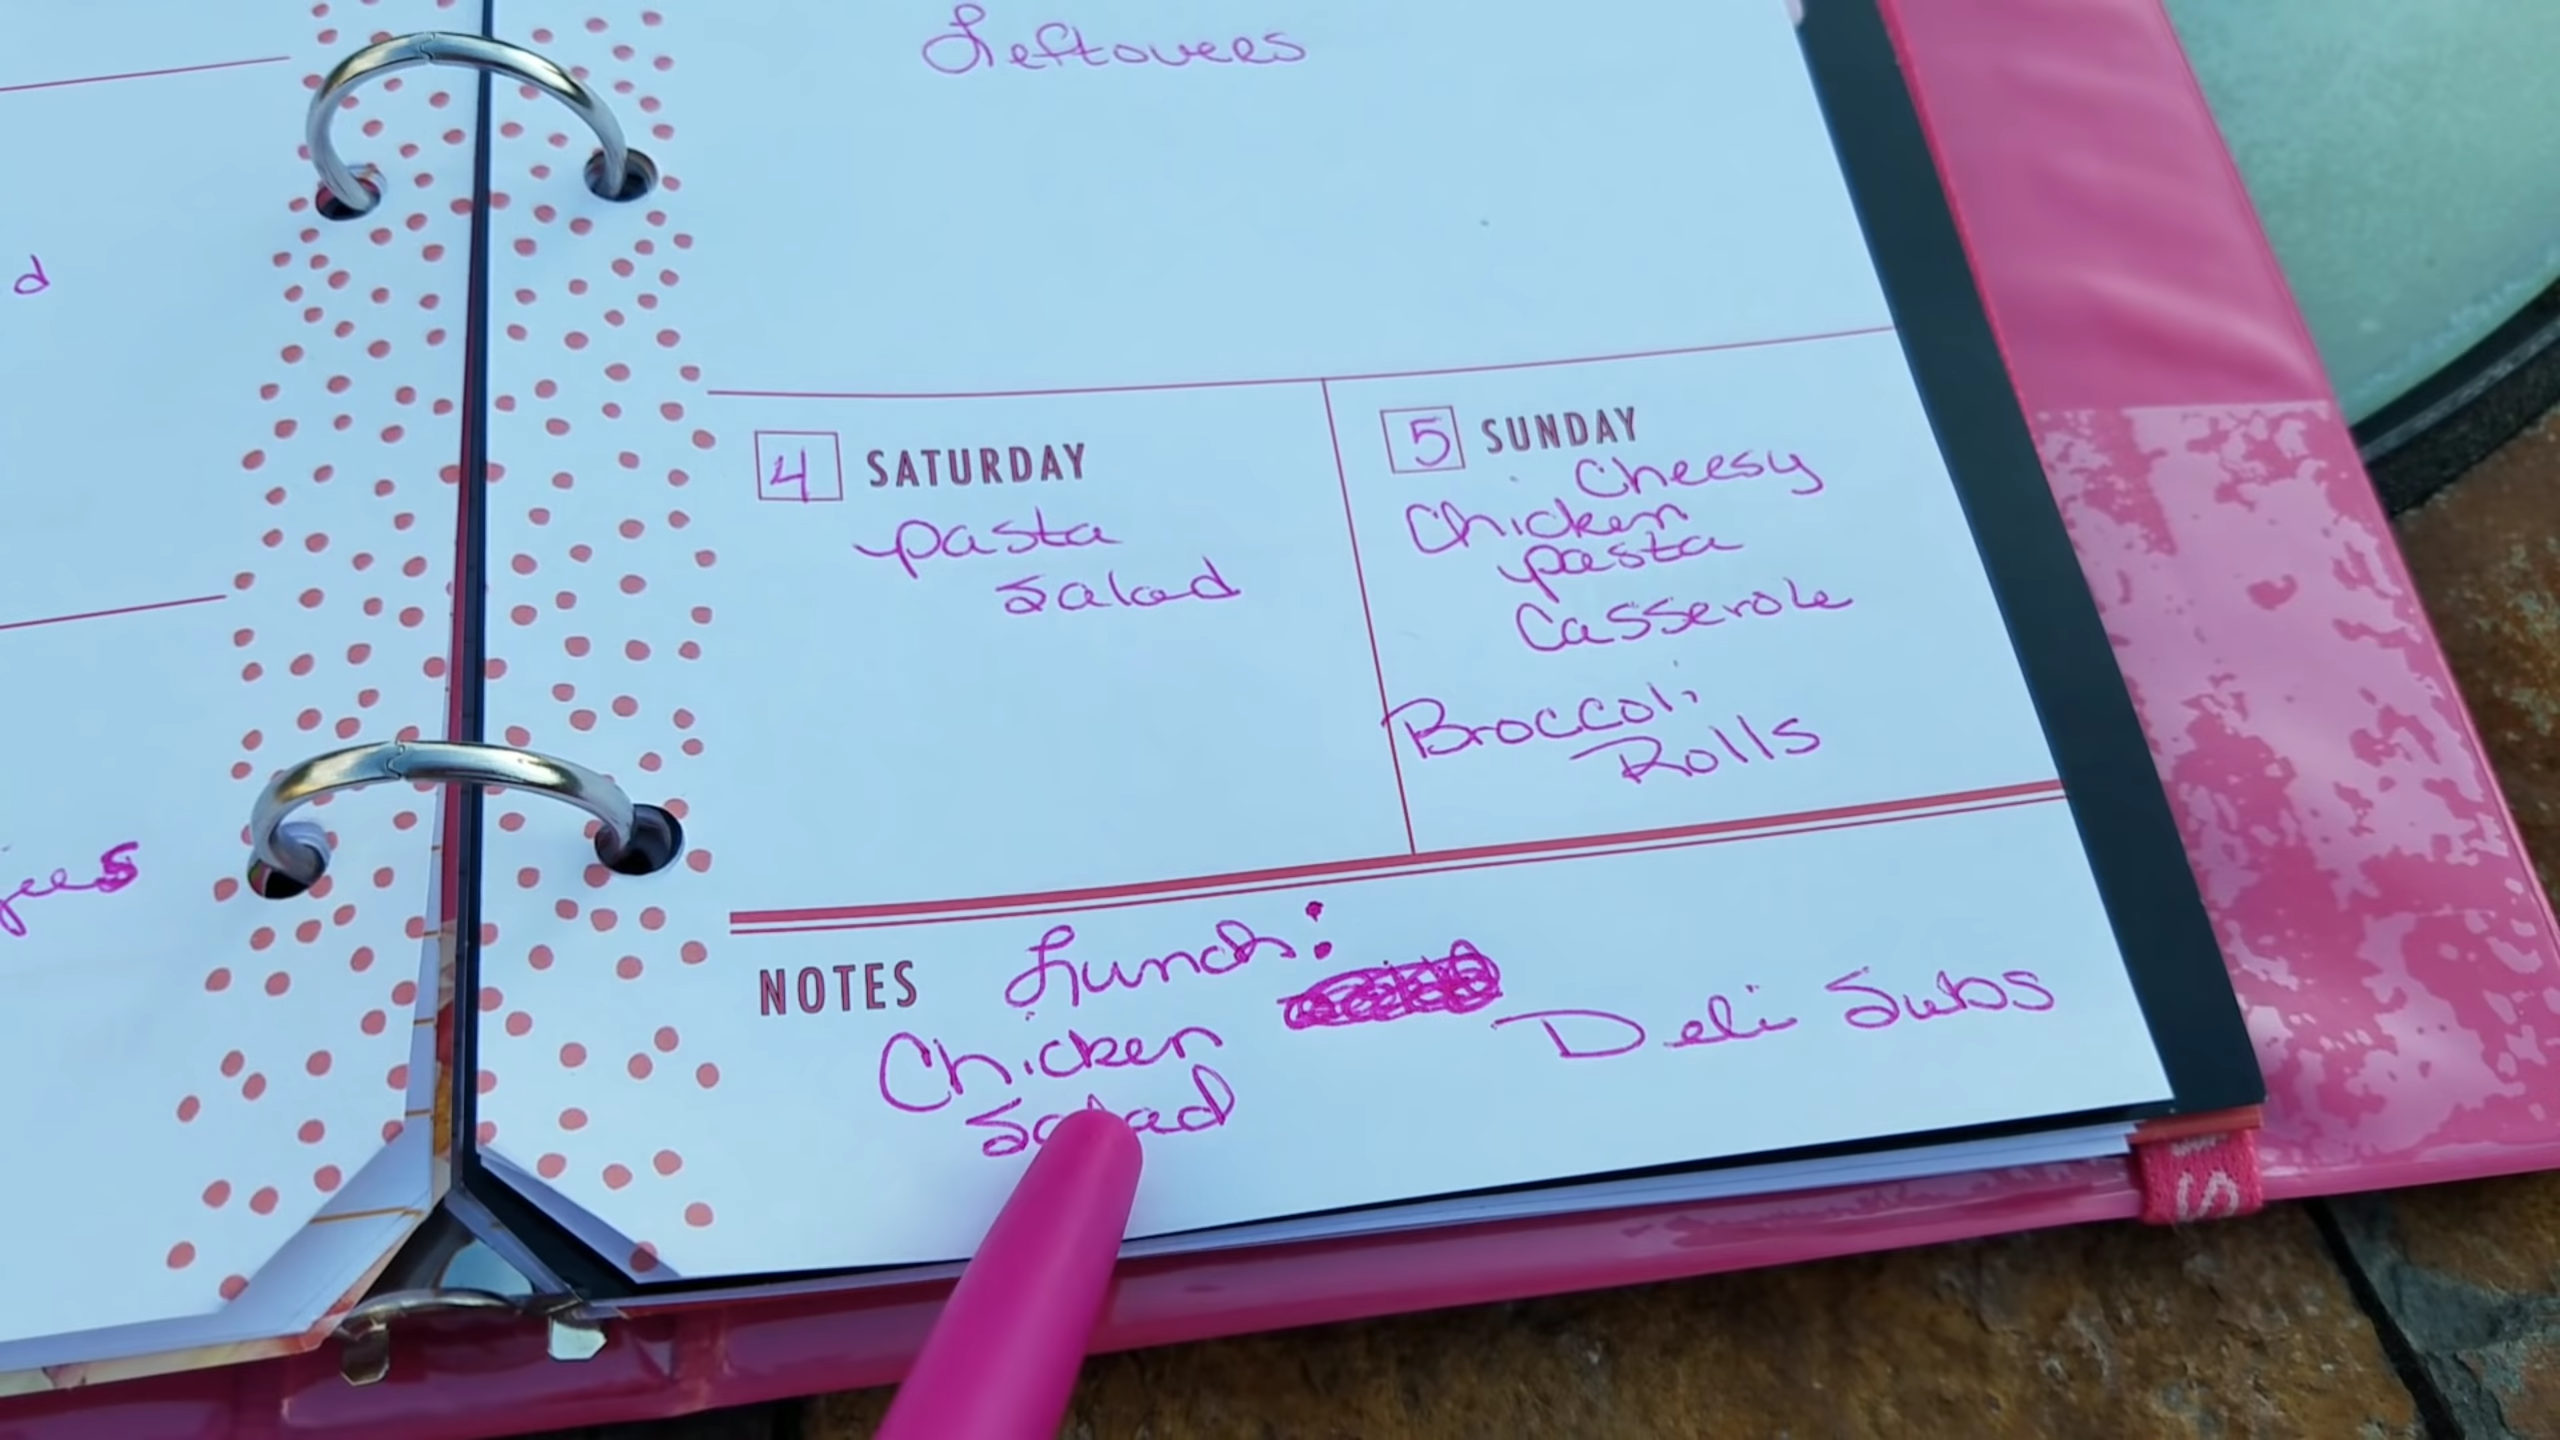 Leftovers
d
4 SATURDAY
pasta
salad
5 SUNDAY
Cheesy
Chicken
pasta
Casserole
Broccoli
Rolls
NOTES Lunch:
Chicken
Salad
Deli Subs
S